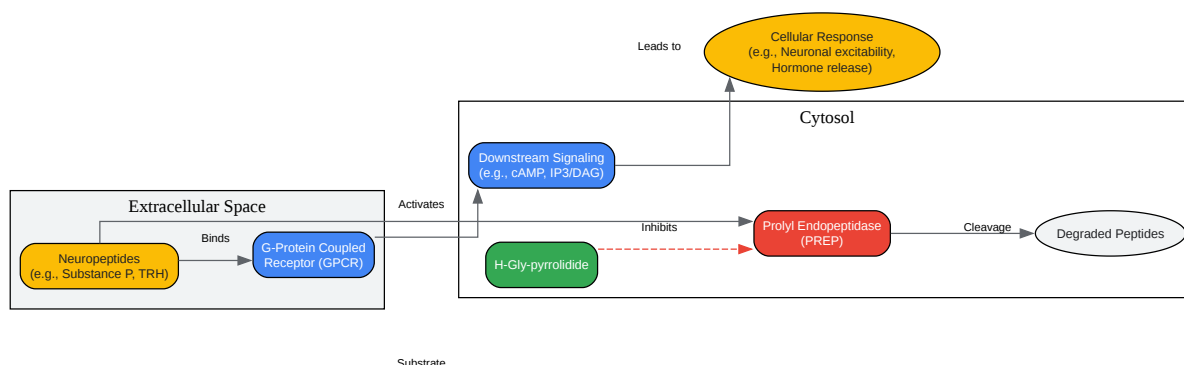 Cellular Response
(e.g., Neuronal excitability,
Hormone release)
Leads to
Cytosol
Downstream Signaling
(e.g., cAMP, IP3/DAG)
Extracellular Space
Activates
Binds
Neuropeptides
(e.g., Substance P, TRH)
G-Protein Coupled
Receptor (GPCR)
Inhibits
H-Gly-pyrrolidide
Prolyl Endopeptidase
(PREP)
Cleavage
Degraded Peptides
Substrate